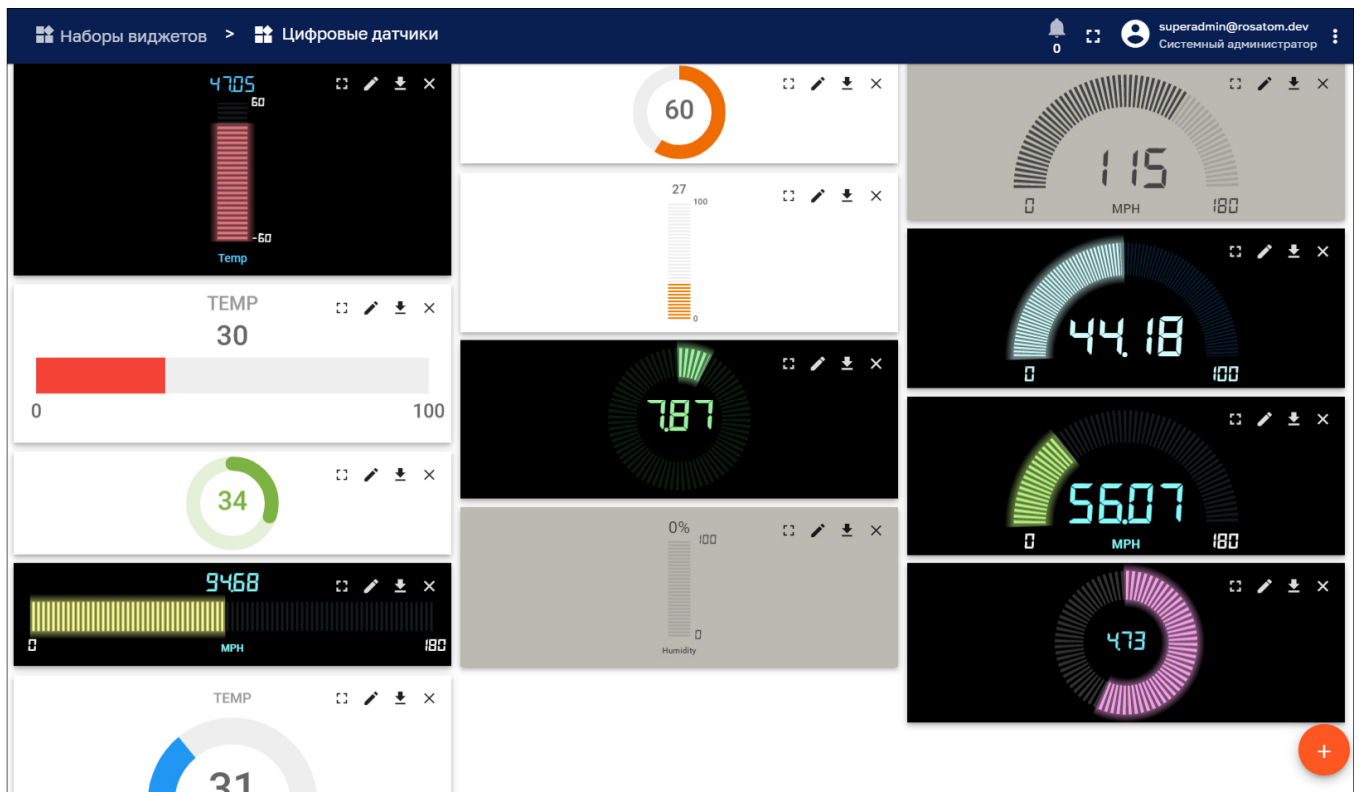 Наборы виджетов > Цифровые датчики
0
superadmin@rosatom.dev
Системный администратор
47.05
60
-60
Temp
TEMP
30
0 100
34
94.68
0 MPH 180
TEMP
31
60
27
100
0
7.87
0%
100
0
Humidity
115
0 MPH 180
44.18
0 100
56.07
0 MPH 180
4.73